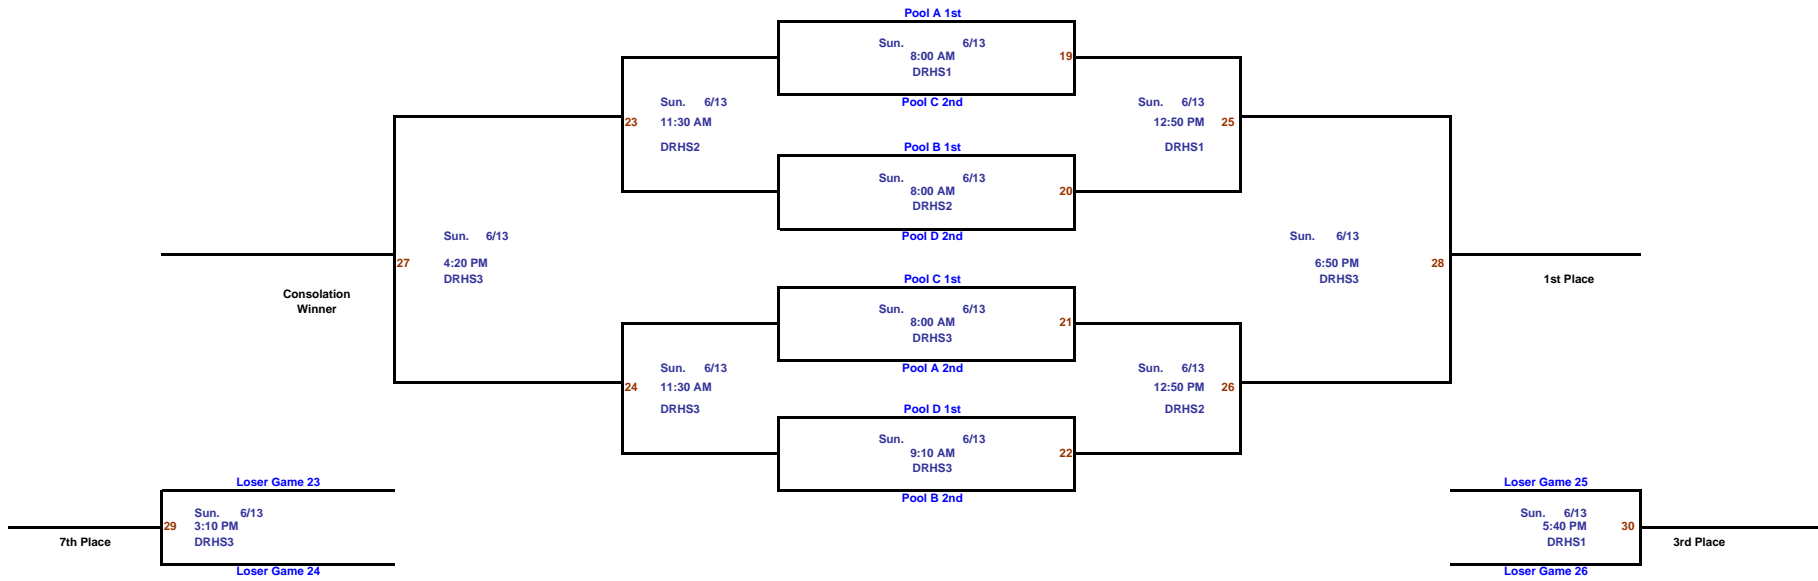 Pool A 1st
Sun. 6/13
8:00 AM 19
DRHS1
Pool C 2nd
Sun. 6/13
23 11:30 AM
DRHS2
Sun. 6/13
12:50 PM 25
DRHS1
Pool B 1st
Sun. 6/13
8:00 AM 20
DRHS2
Pool D 2nd
Sun. 6/13
27 4:20 PM
DRHS3
Consolation
Winner
Sun. 6/13
6:50 PM 28
DRHS3
1st Place
Pool C 1st
Sun. 6/13
8:00 AM 21
DRHS3
Pool A 2nd
Sun. 6/13
24 11:30 AM
DRHS3
Sun. 6/13
12:50 PM 26
DRHS2
Pool D 1st
Sun. 6/13
9:10 AM 22
DRHS3
Pool B 2nd
Loser Game 23
Sun. 6/13
29 3:10 PM
7th Place DRHS3
Loser Game 24
Loser Game 25
Sun. 6/13
5:40 PM 30
DRHS1 3rd Place
Loser Game 26